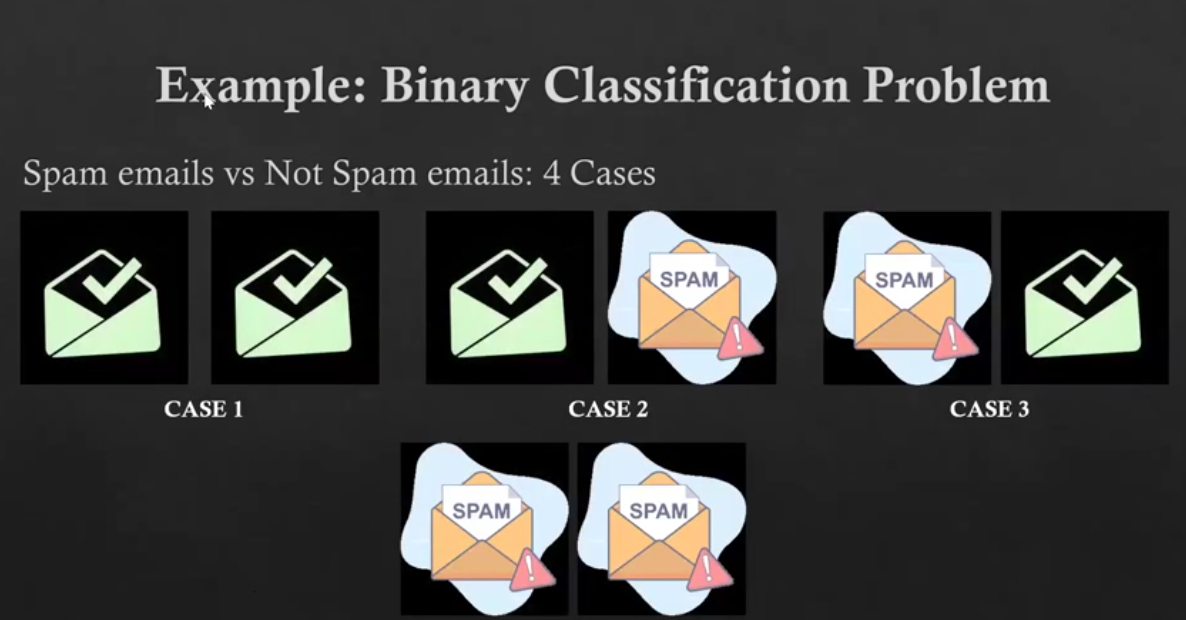 Example: Binary Classification Problem
Spam emails vs Not Spam emails: 4 Cases
SPAM
SPAM
CASE 1
CASE 2
CASE 3
SPAM
SPAM